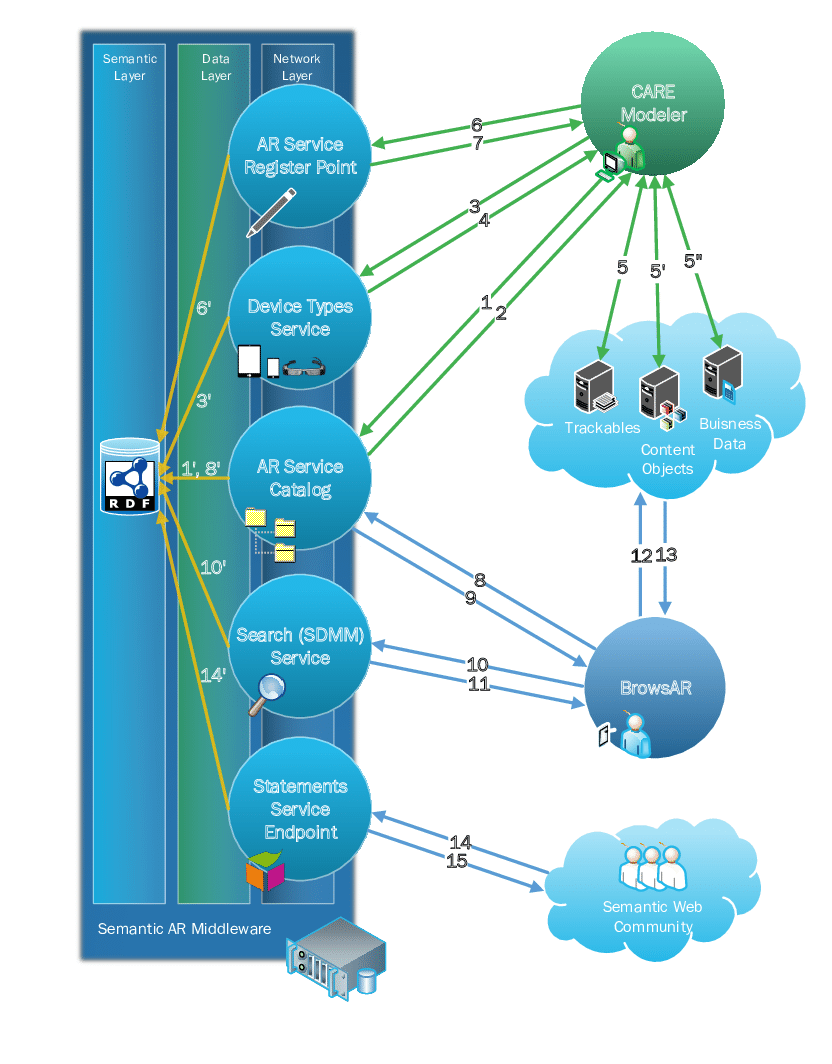 Semantic
Layer
Data
Layer
Network
Layer
CARE
Modeler
AR Service
Register Point
6
7
3
4
Device Types
Service
6'
1
2
5
5'
5"
3'
Trackables
Content
Objects
Buisness
Data
AR Service
Catalog
1', 8'
R D F
12
13
10'
8
9
Search (SDMM)
Service
14'
10
11
BrowsAR
Statements
Service
Endpoint
14
15
Semantic Web
Community
Semantic AR Middleware